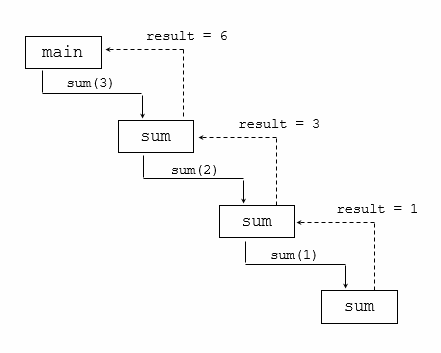 result = 6
main
sum(3)
result = 3
sum
sum(2)
result = 1
sum
sum(1)
sum